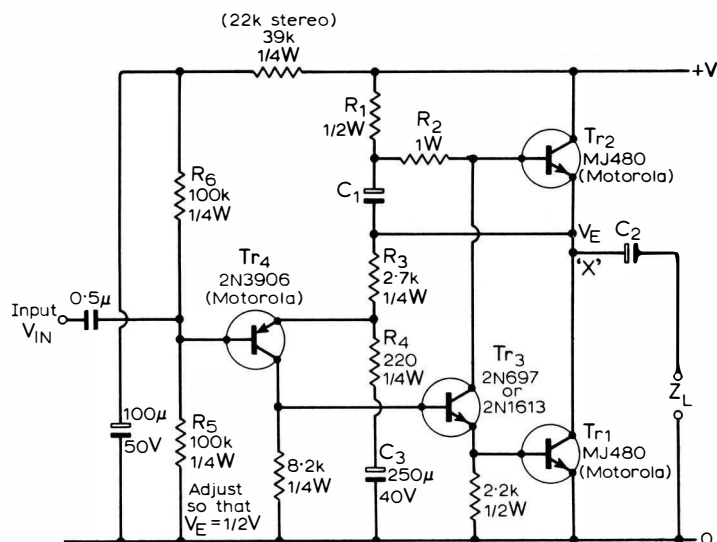 (22k stereo)
39k
1/4W
+V
R1
1/2W
R2
1W
Tr2
MJ480
(Motorola)
R6
100k
1/4W
C1
VE
C2
'X'
Tr4
2N3906
(Motorola)
R3
2.7k
1/4W
Input
VIN
0.5μ
R4
220
1/4W
Tr3
2N697
or
2N1613
ZL
100μ
50V
R5
100k
1/4W
Adjust
so that
VE = 1/2V
8.2k
1/4W
C3
250μ
40V
2.2k
1/2W
Tr1
MJ480
(Motorola)
O